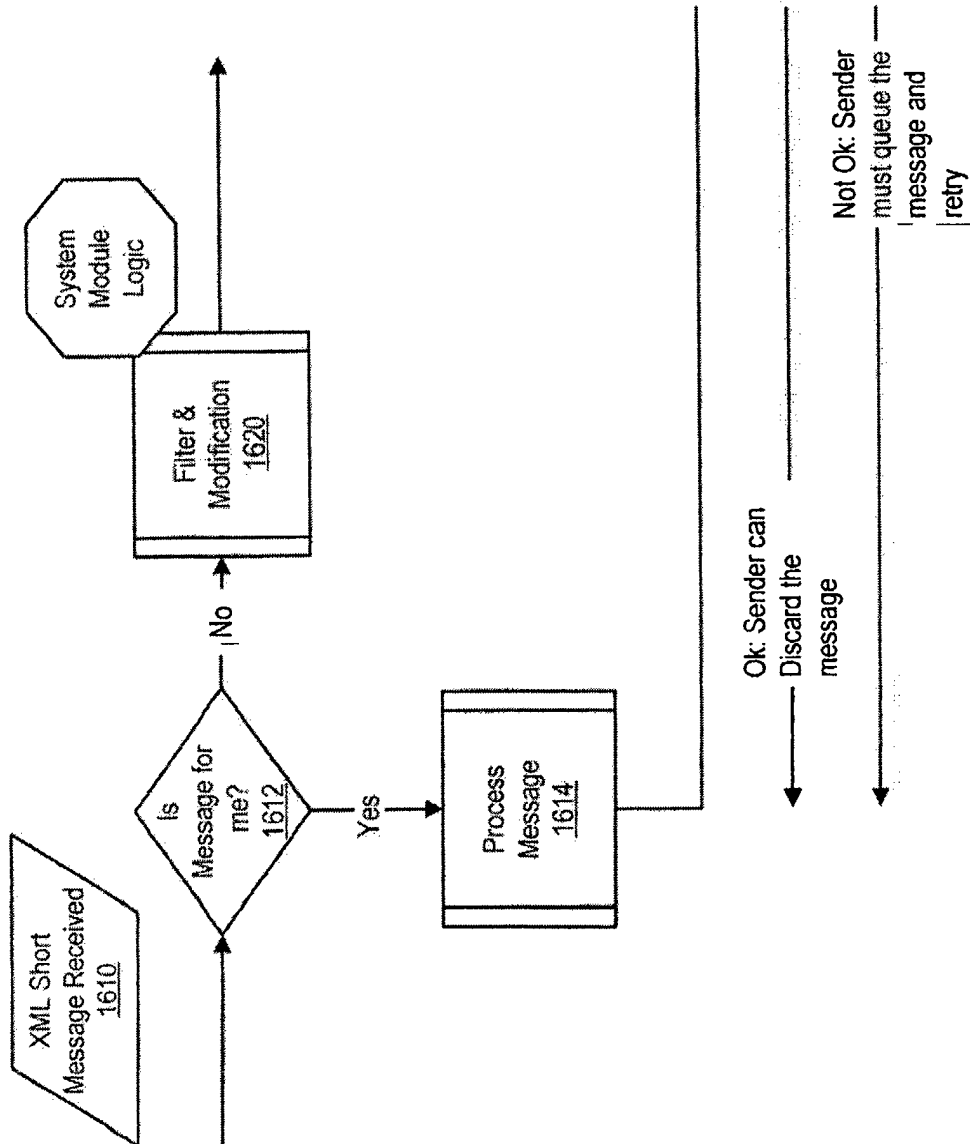 XML Short
Message Received
1610
Is
Message for
me?
1612
No
Filter &
Modification
1620
System
Module
Logic
Yes
Process
Message
1614
Ok: Sender can
Discard the
message
Not Ok: Sender
must queue the
message and
retry